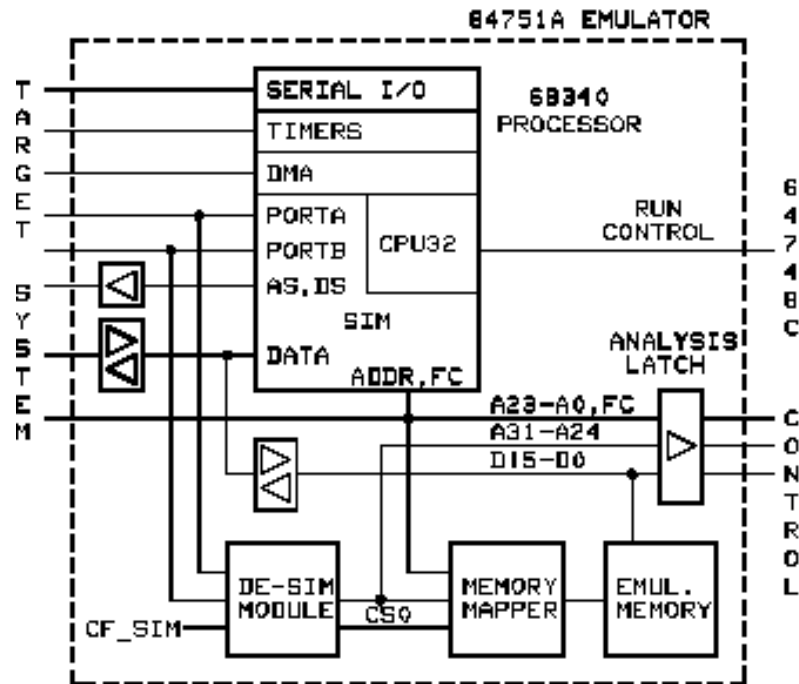 64751A EMULATOR
TARGET SYSTEM
SERIAL I/O
TIMERS
DMA
PORTA
PORTB
AS,DS
CPU32
SIM
DATA
ADDR,FC
68340
PROCESSOR
RUN
CONTROL
64748C CONTROL
ANALYSIS
LATCH
A23-A0,FC
A31-A24
D15-D0
DE-SIM
MODULE
CS0
MEMORY
MAPPER
EMUL.
MEMORY
CF_SIM